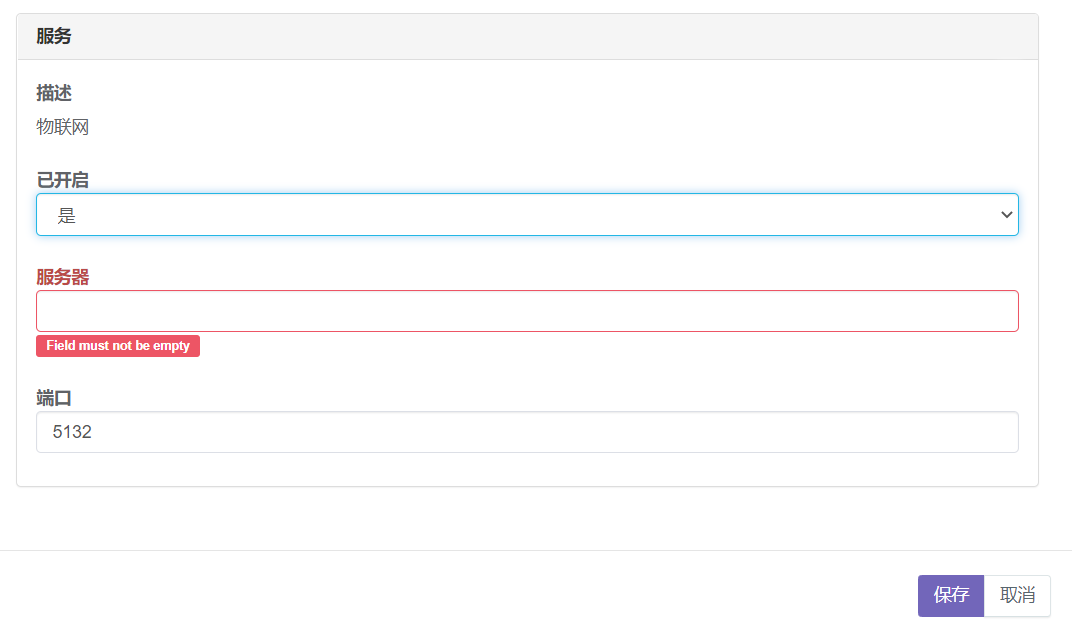 服务
描述
物联网
已开启
是
服务器
Field must not be empty
端口
5132
保存
取消